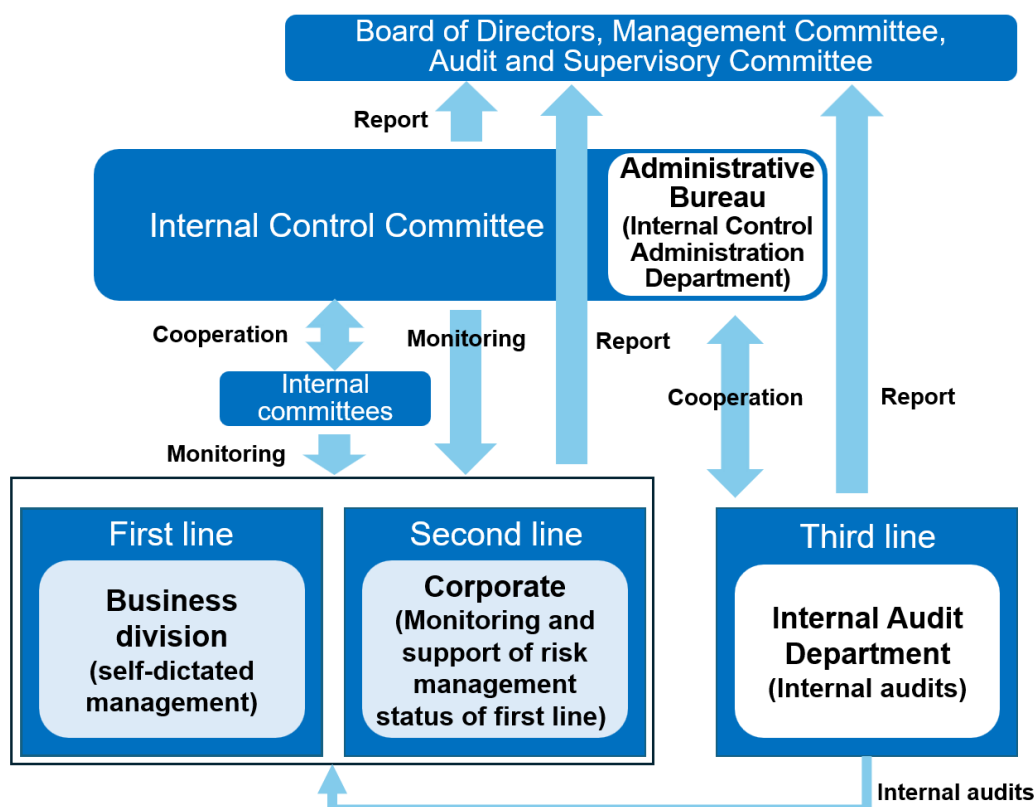 Board of Directors, Management Committee,
Audit and Supervisory Committee
Report
Internal Control Committee
Administrative
Bureau
(Internal Control
Administration
Department)
Cooperation
Monitoring
Report
Internal
committees
Cooperation
Report
Monitoring
First line
Business
division
(self-dictated
management)
Second line
Corporate
(Monitoring and
support of risk
management
status of first line)
Third line
Internal Audit
Department
(Internal audits)
Internal audits